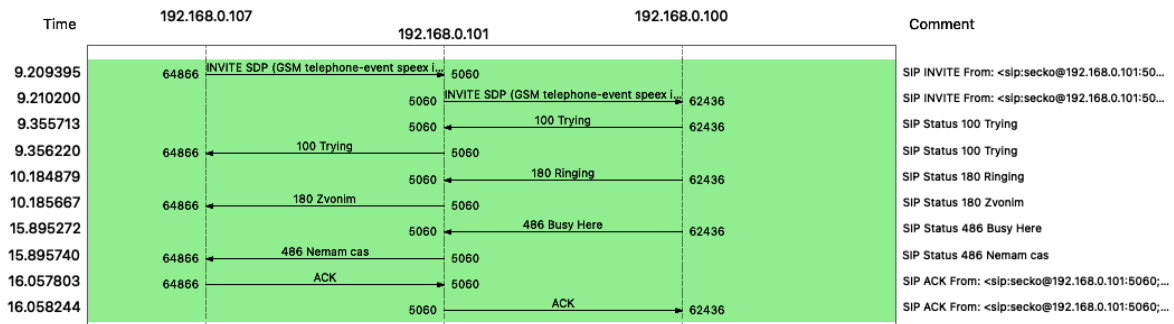 Time 192.168.0.107 192.168.0.101 192.168.0.100 Comment
9.209395 64866 INVITE SDP (GSM telephone-event speex i... 5060 SIP INVITE From: <sip:secko@192.168.0.101:50...
9.210200 5060 INVITE SDP (GSM telephone-event speex i... 62436 SIP INVITE From: <sip:secko@192.168.0.101:50...
9.355713 5060 100 Trying 62436 SIP Status 100 Trying
9.356220 64866 100 Trying 5060 SIP Status 100 Trying
10.184879 5060 180 Ringing 62436 SIP Status 180 Ringing
10.185667 64866 180 Zvonim 5060 SIP Status 180 Zvonim
15.895272 5060 486 Busy Here 62436 SIP Status 486 Busy Here
15.895740 64866 486 Nemam cas 5060 SIP Status 486 Nemam cas
16.057803 64866 ACK 5060 SIP ACK From: <sip:secko@192.168.0.101:5060;...
16.058244 5060 ACK 62436 SIP ACK From: <sip:secko@192.168.0.101:5060;...